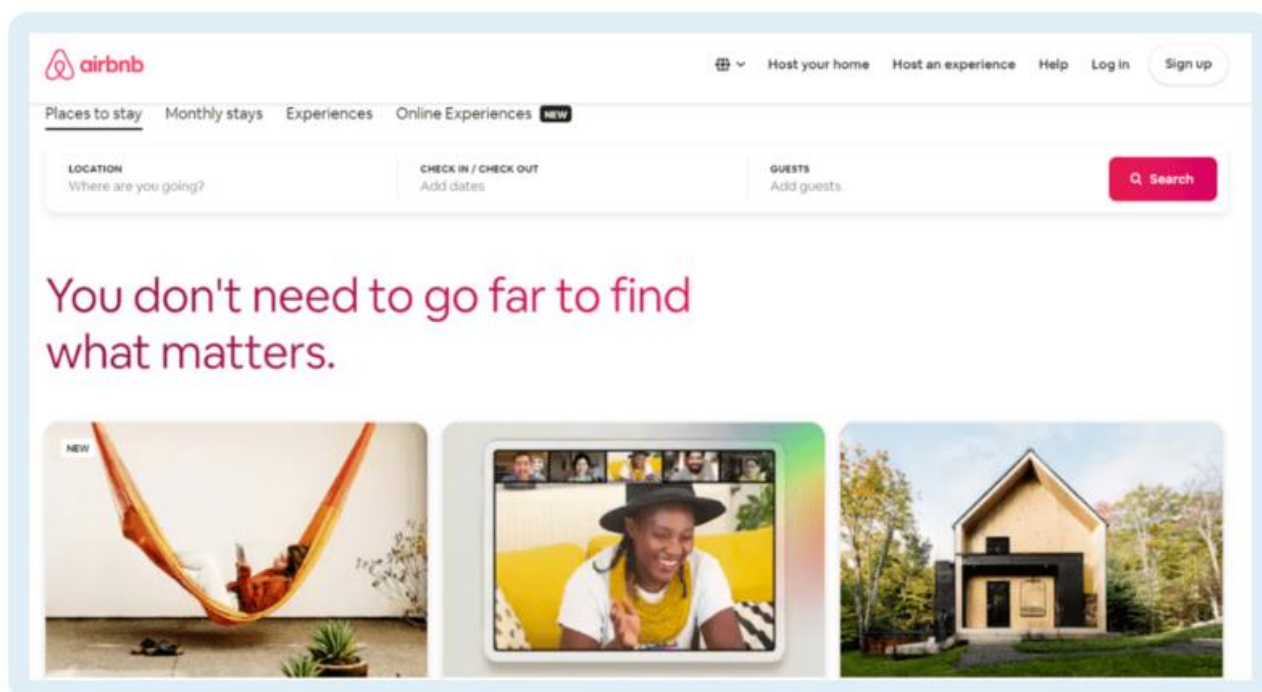 airbnb
Host your home Host an experience Help Log in Sign up
Places to stay Monthly stays Experiences Online Experiences NEW
LOCATION CHECK IN / CHECK OUT GUESTS
Where are you going? Add dates Add guests Search
You don't need to go far to find
what matters.
NEW